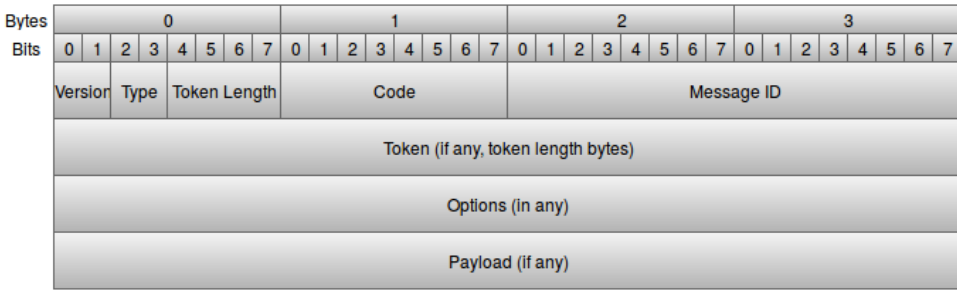 Bytes 0 1 2 3
Bits 0 1 2 3 4 5 6 7 0 1 2 3 4 5 6 7 0 1 2 3 4 5 6 7 0 1 2 3 4 5 6 7
Version Type Token Length Code Message ID
Token (if any, token length bytes)
Options (in any)
Payload (if any)